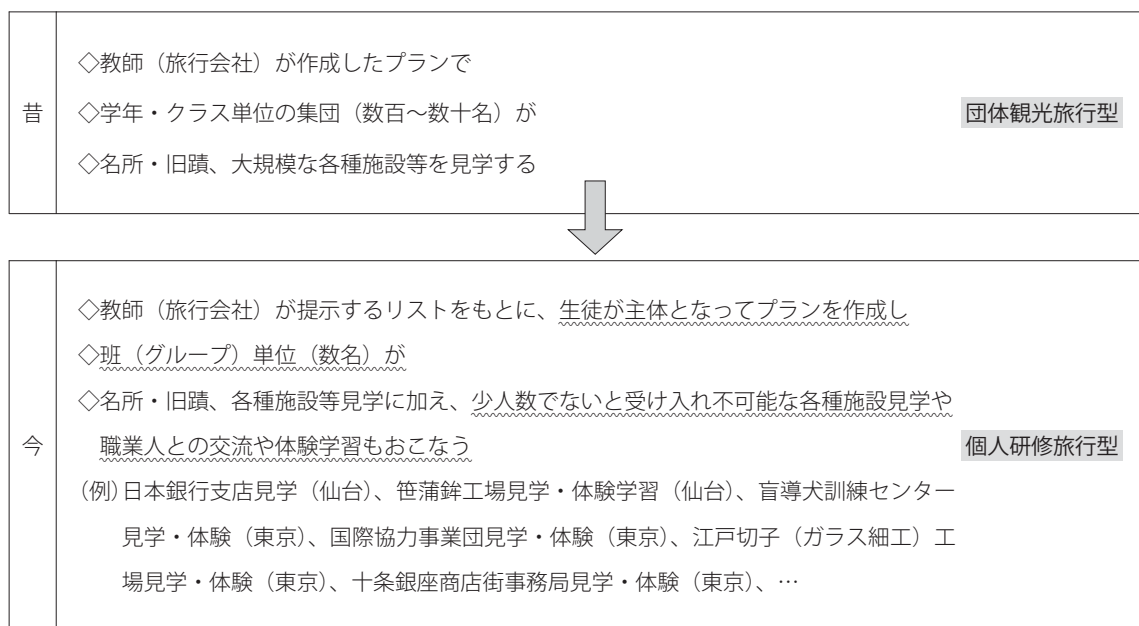 昔
◇教師（旅行会社）が作成したプランで
◇学年・クラス単位の集団（数百～数十名）が
◇名所・旧蹟、大規模な各種施設等を見学する
団体観光旅行型
今
◇教師（旅行会社）が提示するリストをもとに、生徒が主体となってプランを作成し
◇班（グループ）単位（数名）が
◇名所・旧蹟、各種施設等見学に加え、少人数でないと受け入れ不可能な各種施設見学や
職業人との交流や体験学習もおこなう
個人研修旅行型
（例）日本銀行支店見学（仙台）、笹蒲鉾工場見学・体験学習（仙台）、盲導犬訓練センター
見学・体験（東京）、国際協力事業団見学・体験（東京）、江戸切子（ガラス細工）工
場見学・体験（東京）、十条銀座商店街事務局見学・体験（東京）、…